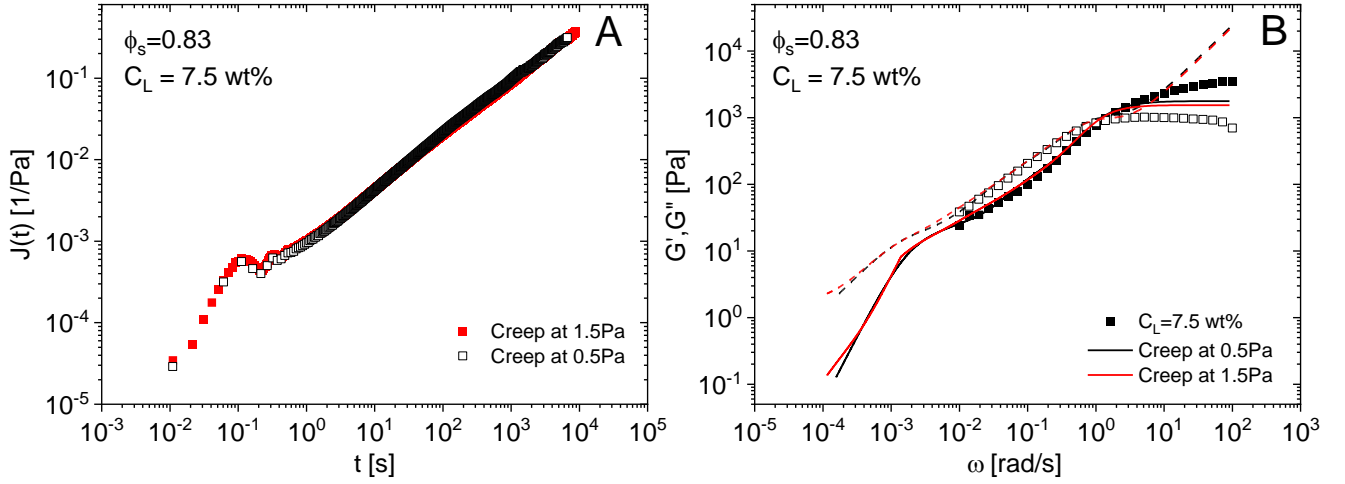 A
ϕs=0.83
CL = 7.5 wt%
J(t) [1/Pa]
10-1
10-2
10-3
10-4
10-5
Creep at 1.5Pa
Creep at 0.5Pa
10-3 10-2 10-1 100 101 102 103 104 105
t [s]
B
ϕs=0.83
CL = 7.5 wt%
G',G" [Pa]
104
103
102
101
100
10-1
CL=7.5 wt%
Creep at 0.5Pa
Creep at 1.5Pa
10-5 10-4 10-3 10-2 10-1 100 101 102 103
ω [rad/s]